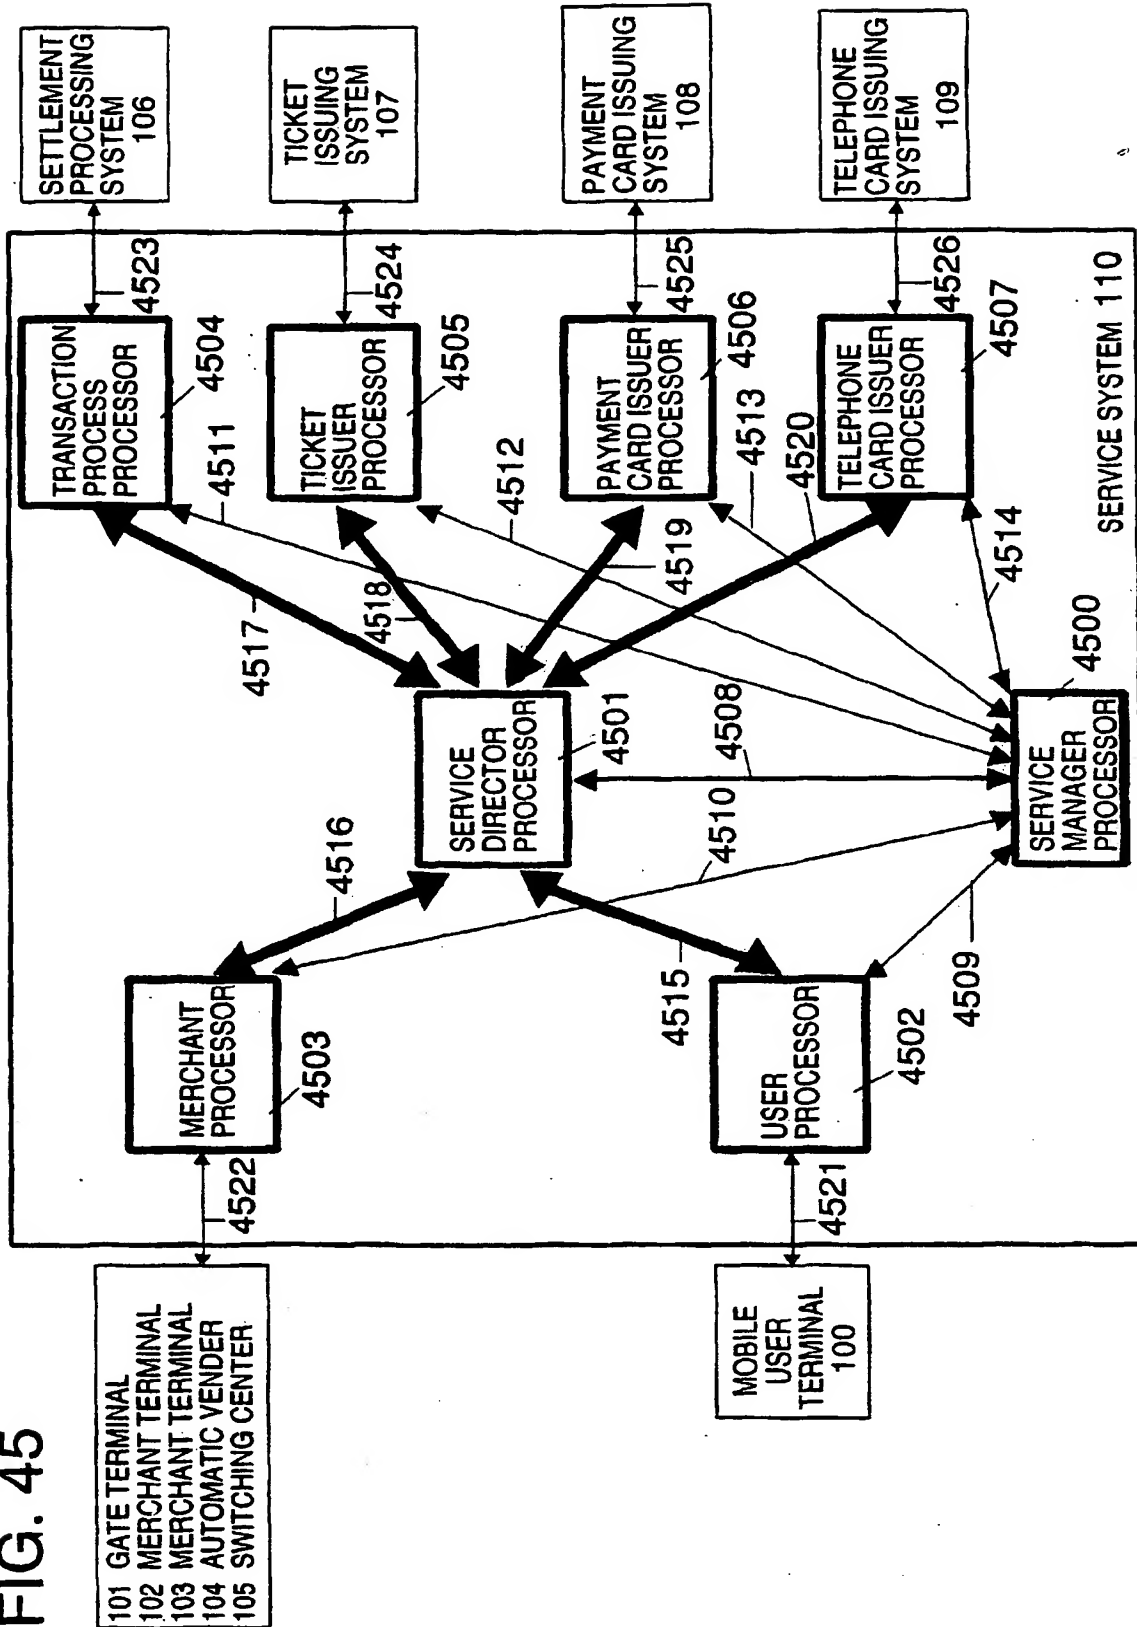 FIG. 45
101 GATE TERMINAL
102 MERCHANT TERMINAL
103 MERCHANT TERMINAL
104 AUTOMATIC VENDER
105 SWITCHING CENTER
4522
MERCHANT
PROCESSOR
4503
4516
MOBILE
USER
TERMINAL
100
4521
USER
PROCESSOR
4502
4515
4509
4510
4508
SERVICE
DIRECTOR
PROCESSOR
4501
SERVICE
MANAGER
PROCESSOR
4500
4517
4518
4519
4520
4511
4512
4513
4514
TRANSACTION
PROCESS
PROCESSOR
4504
TICKET
ISSUER
PROCESSOR
4505
PAYMENT
CARD ISSUER
PROCESSOR
4506
TELEPHONE
CARD ISSUER
PROCESSOR
4507
SERVICE SYSTEM 110
4523
4524
4525
4526
SETTLEMENT
PROCESSING
SYSTEM
106
TICKET
ISSUING
SYSTEM
107
PAYMENT
CARD ISSUING
SYSTEM
108
TELEPHONE
CARD ISSUING
SYSTEM
109